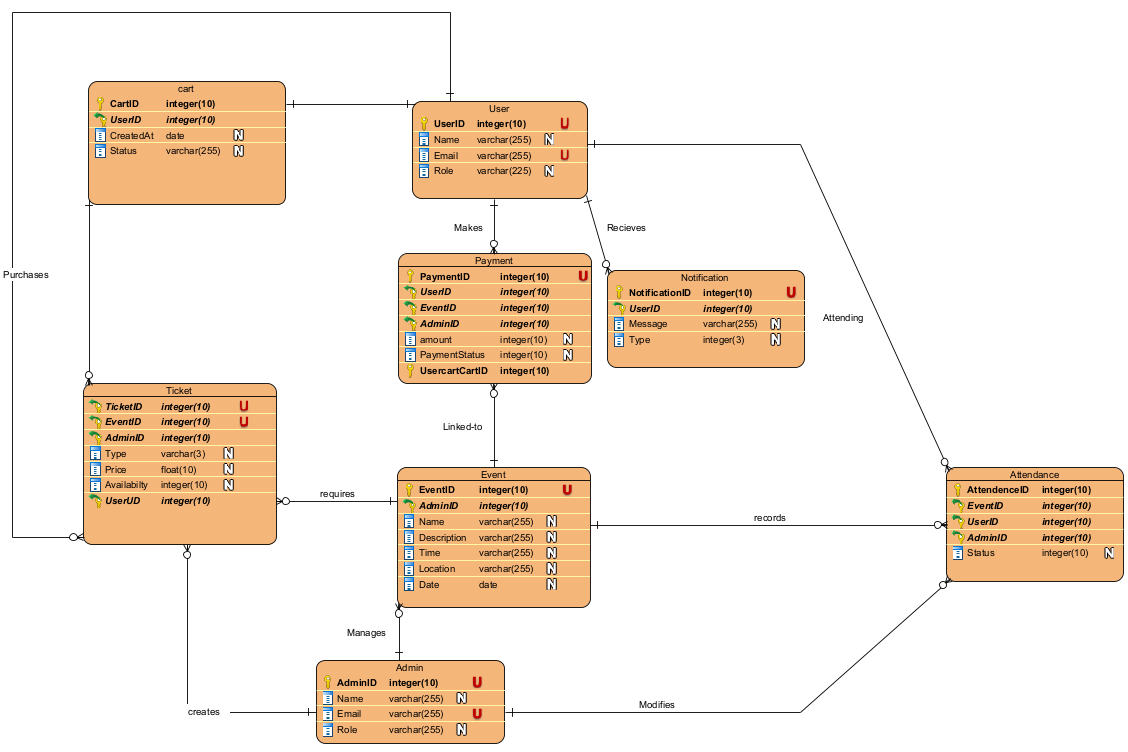 cart
CartID integer(10)
UserID integer(10)
CreatedAt date N
Status varchar(255) N
User
UserID integer(10) U
Name varchar(255) N
Email varchar(255) U
Role varchar(225) N
Makes
Recieves
Purchases
Payment
PaymentID integer(10) U
UserID integer(10)
EventID integer(10)
AdminID integer(10)
amount integer(10) N
PaymentStatus integer(10) N
UsercartCartID integer(10)
Notification
NotificationID integer(10) U
UserID integer(10)
Message varchar(255) N
Type integer(3) N
Attending
Ticket
TicketID integer(10) U
EventID integer(10) U
AdminID integer(10)
Type varchar(3) N
Price float(10) N
Availabilty integer(10) N
UserUD integer(10)
Linked-to
requires
Event
EventID integer(10) U
AdminID integer(10)
Name varchar(255) N
Description varchar(255) N
Time varchar(255) N
Location varchar(255) N
Date date N
records
Attendance
AttendenceID integer(10)
EventID integer(10)
UserID integer(10)
AdminID integer(10)
Status integer(10) N
Manages
Admin
AdminID integer(10) U
Name varchar(255) N
Email varchar(255) U
Role varchar(255) N
creates
Modifies